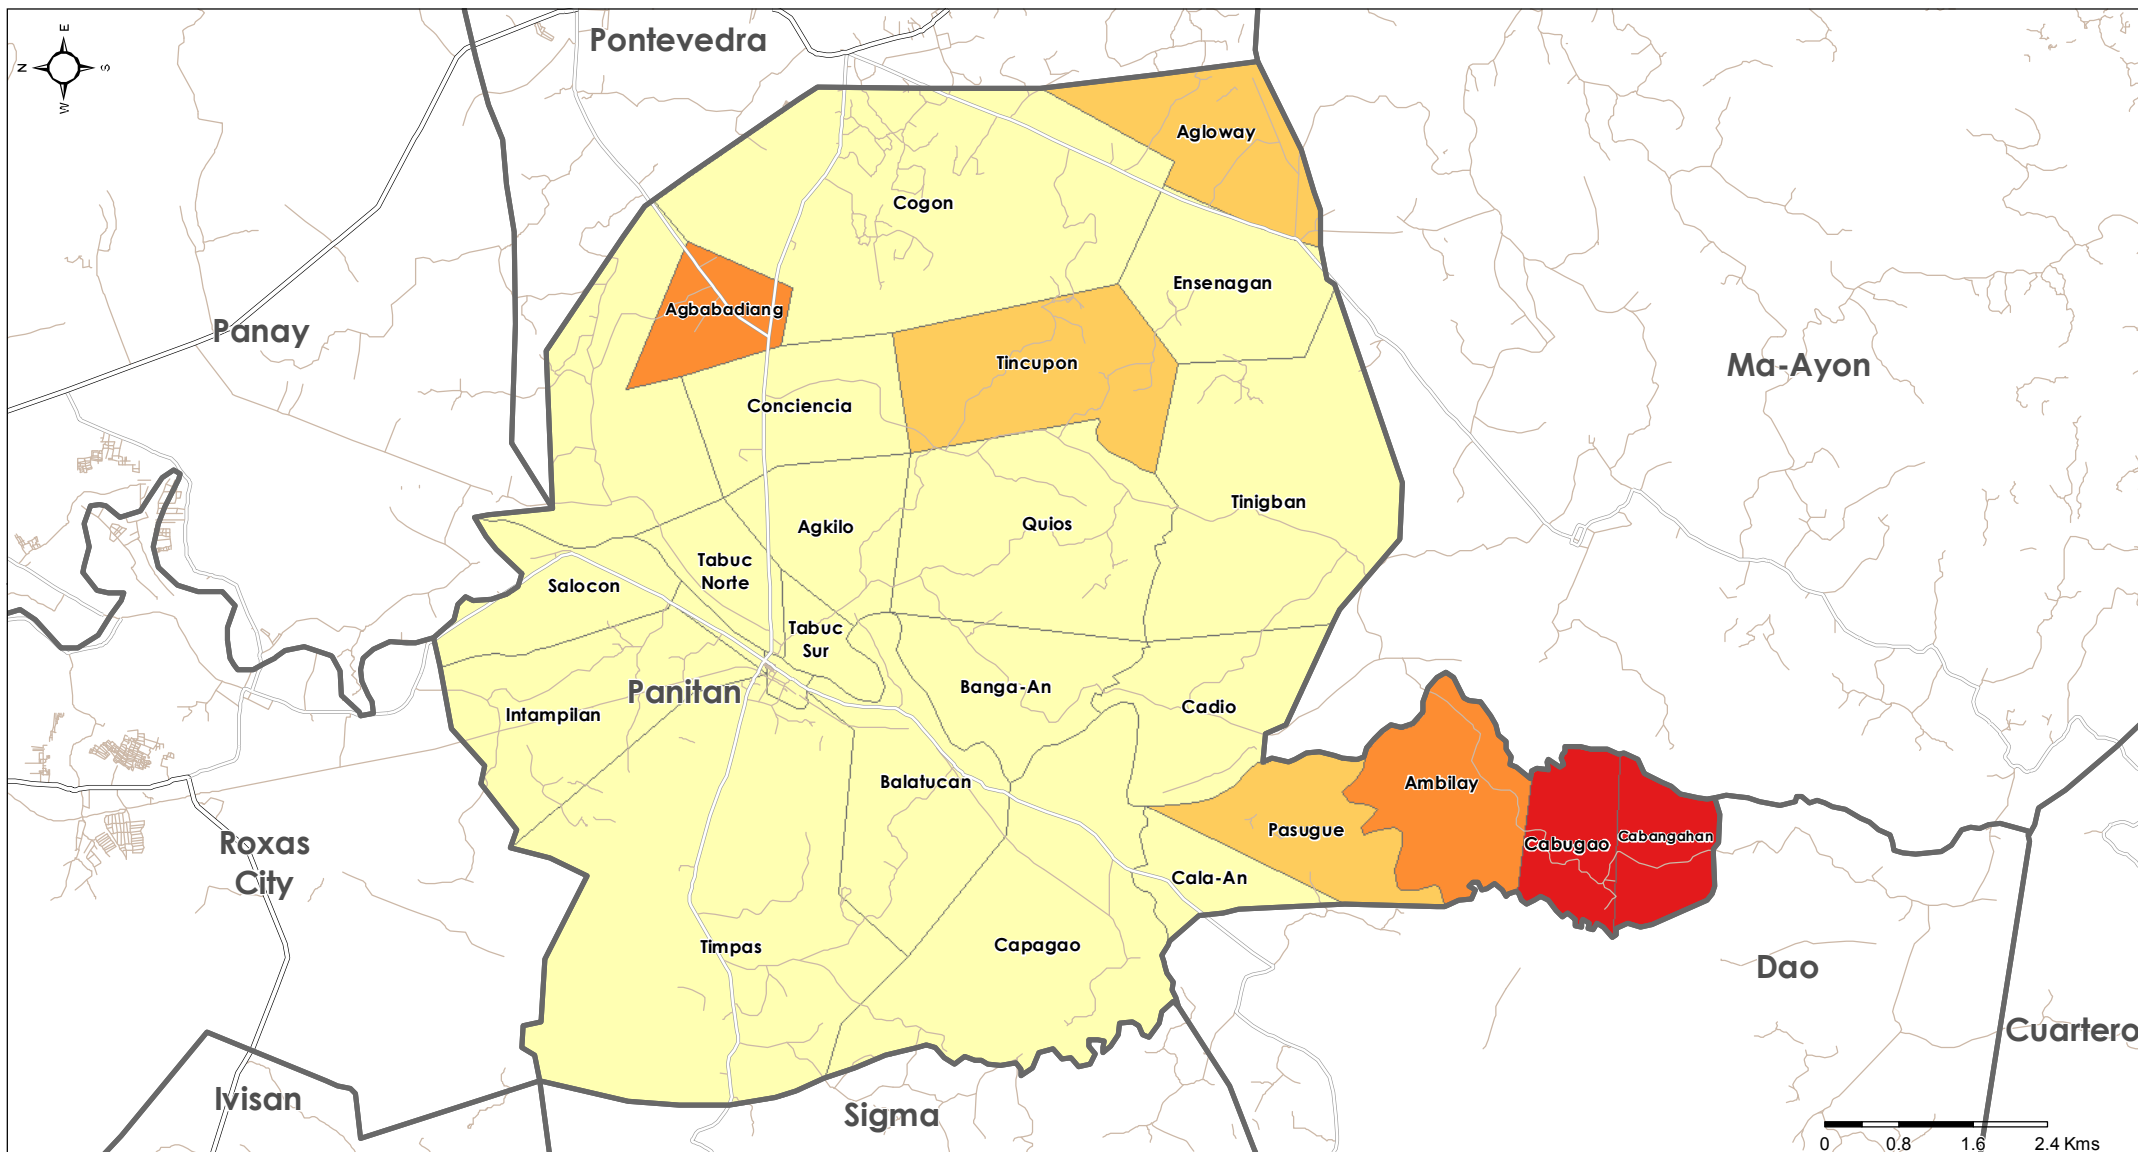 E
N
S
W
Pontevedra
Agloway
Cogon
Ensenagan
Agbabadiang
Panay
Tincupon
Ma-Ayon
Conciencia
Tinigban
Agkilo
Quios
Tabuc
Norte
Salocon
Tabuc
Sur
Panitan
Banga-An
Cadio
Intampilan
Balatucan
Ambilay
Pasugue
Cabugao
Cabangahan
Roxas
City
Cala-An
Timpas
Capagao
Dao
Cuartero
Ivisan
Sigma
0 0.8 1.6 2.4 Kms